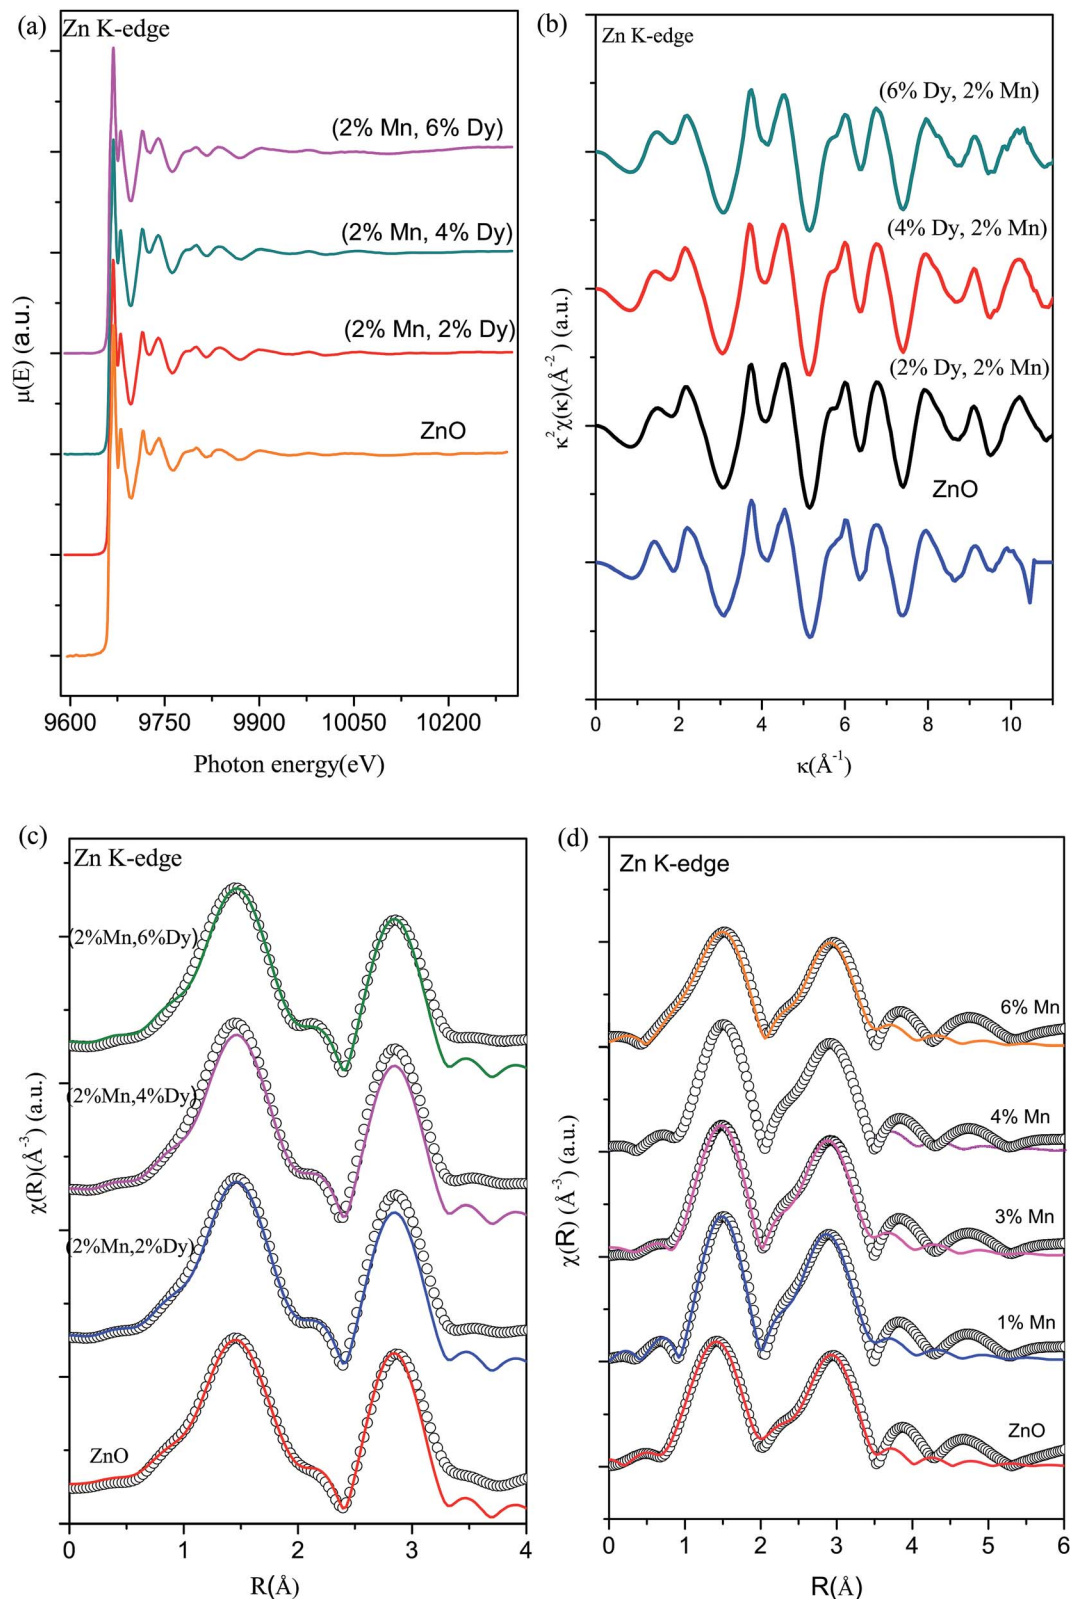 (a)
Zn K-edge
(2% Mn, 6% Dy)
(2% Mn, 4% Dy)
(2% Mn, 2% Dy)
ZnO
μ(E) (a.u.)
9600 9750 9900 10050 10200
Photon energy(eV)
(b)
Zn K-edge
(6% Dy, 2% Mn)
(4% Dy, 2% Mn)
(2% Dy, 2% Mn)
ZnO
κ²χ(κ)(Å⁻²) (a.u.)
0 2 4 6 8 10
κ(Å⁻¹)
(c)
Zn K-edge
(2%Mn,6%Dy)
(2%Mn,4%Dy)
(2%Mn,2%Dy)
ZnO
χ(R)(Å⁻³) (a.u.)
0 1 2 3 4
R(Å)
(d)
Zn K-edge
6% Mn
4% Mn
3% Mn
1% Mn
ZnO
χ(R) (Å⁻³) (a.u.)
0 1 2 3 4 5 6
R(Å)